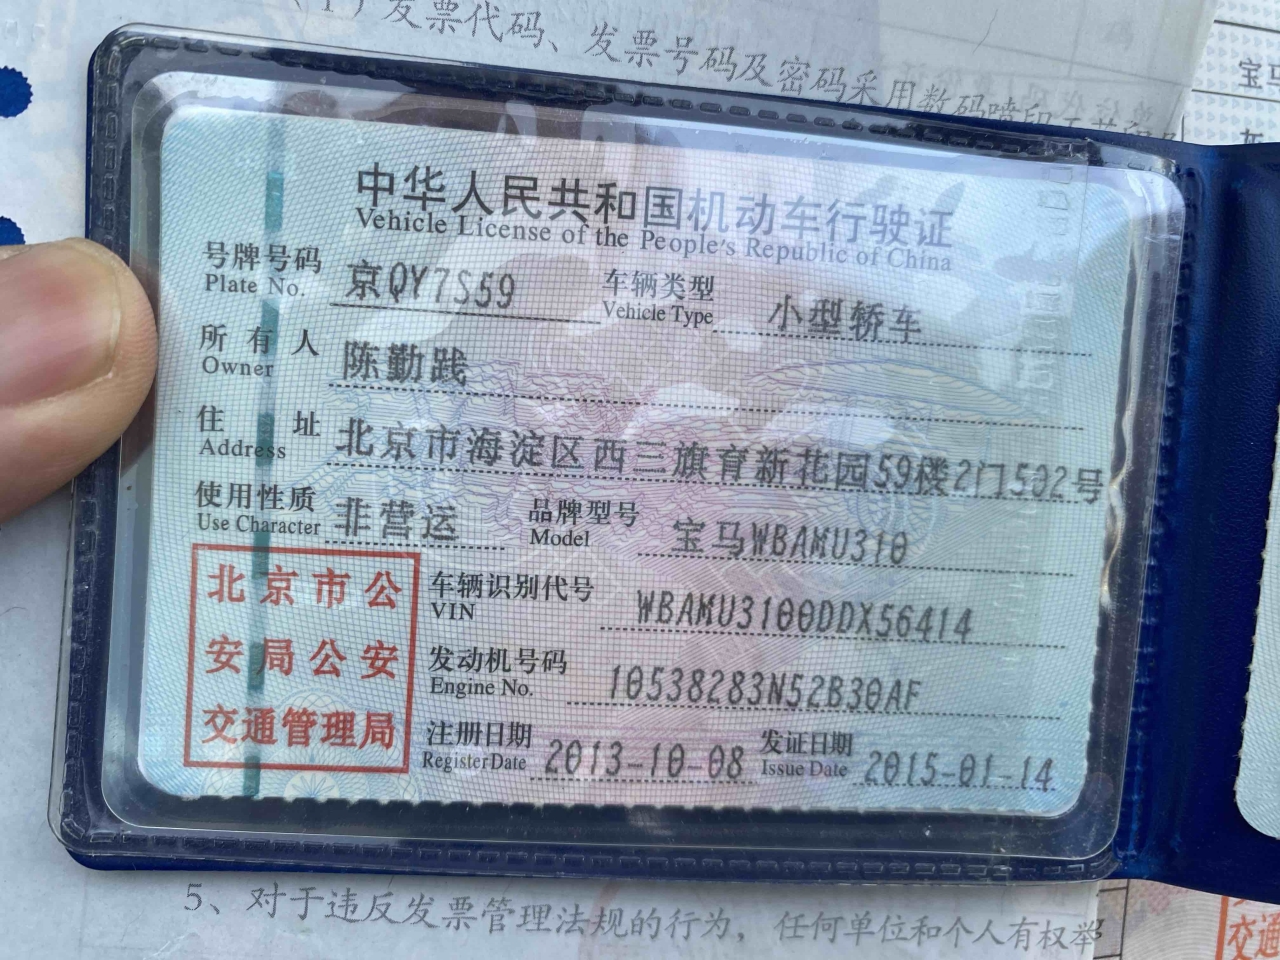 （1）发票代码、发票号码及密码采用数码喷印
宝马
中华人民共和国机动车行驶证
Vehicle License of the People's Republic of China
号牌号码 京QY7S59 车辆类型 小型轿车
Plate No. Vehicle Type
所有人 陈勤践
Owner
住址 北京市海淀区西三旗育新花园59楼2门502号
Address
使用性质 非营运 品牌型号 宝马WBAMU310
Use Character Model
北京市公
安局公安
交通管理局
车辆识别代号 WBAMU3100DDX56414
VIN
发动机号码 10538283N52B30AF
Engine No.
注册日期 2013-10-08 发证日期 2015-01-14
Register Date Issue Date
5、对于违反发票管理法规的行为，任何单位和个人有权举
交通